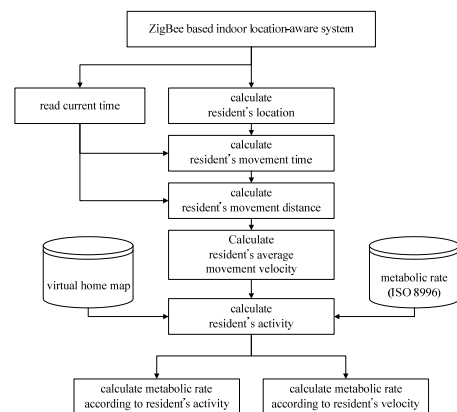 ZigBee based indoor location-aware system
read current time
calculate
resident's location
calculate
resident's movement time
calculate
resident's movement distance
Calculate
resident's average
movement velocity
virtual home map
metabolic rate
(ISO 8996)
calculate
resident's activity
calculate metabolic rate
according to resident's activity
calculate metabolic rate
according to resident's velocity